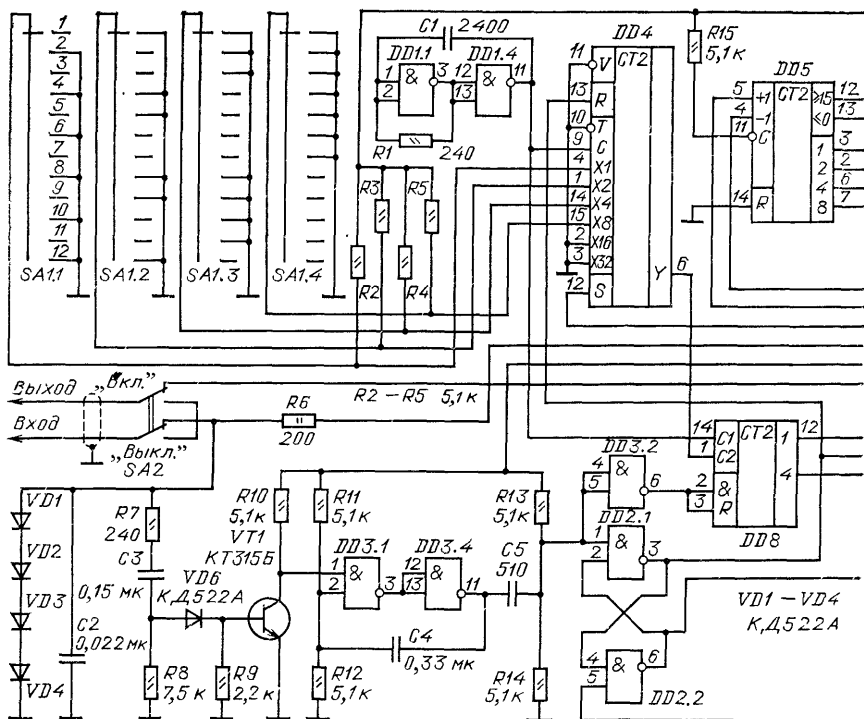 1
2
3
4
5
6
7
8
9
10
11
12
SA1.1
SA1.2
SA1.3
SA1.4
C1 2400
DD1.1
DD1.4
1
2
&
3
12
13
&
11
R1
240
R3
R5
R2
R4
R2 – R5 5,1к
DD4
CT2
11 V
13 R
10 T
9 C
4 X1
1 X2
14 X4
15 X8
2 X16
3 X32
12 S
Y 6
R15
5,1к
DD5
CT2
5 +1
4 -1
11 C
14 R
≥15 12
≤0 13
1 3
2 2
4 6
8 7
Выход
Вход
„Вкл.”
„Выкл.”
SA2
R6
200
VD1
VD2
VD3
VD4
C2
0,022 мк
R7
240
C3
0,15 мк
VD6
КД522А
R8
7,5 к
R9
2,2 к
R10
5,1к
VT1
КТ315Б
R11
5,1к
R12
5,1к
DD3.1
1
2
&
3
DD3.4
12
13
&
11
C4
0,33 мк
C5
510
R13
5,1к
R14
5,1к
DD3.2
4
5
&
6
DD2.1
1
2
&
3
4
5
&
6
DD2.2
14 C1
1 C2
CT2
1 12
4
2 &
3 R
DD8
VD1 – VD4
КД522А